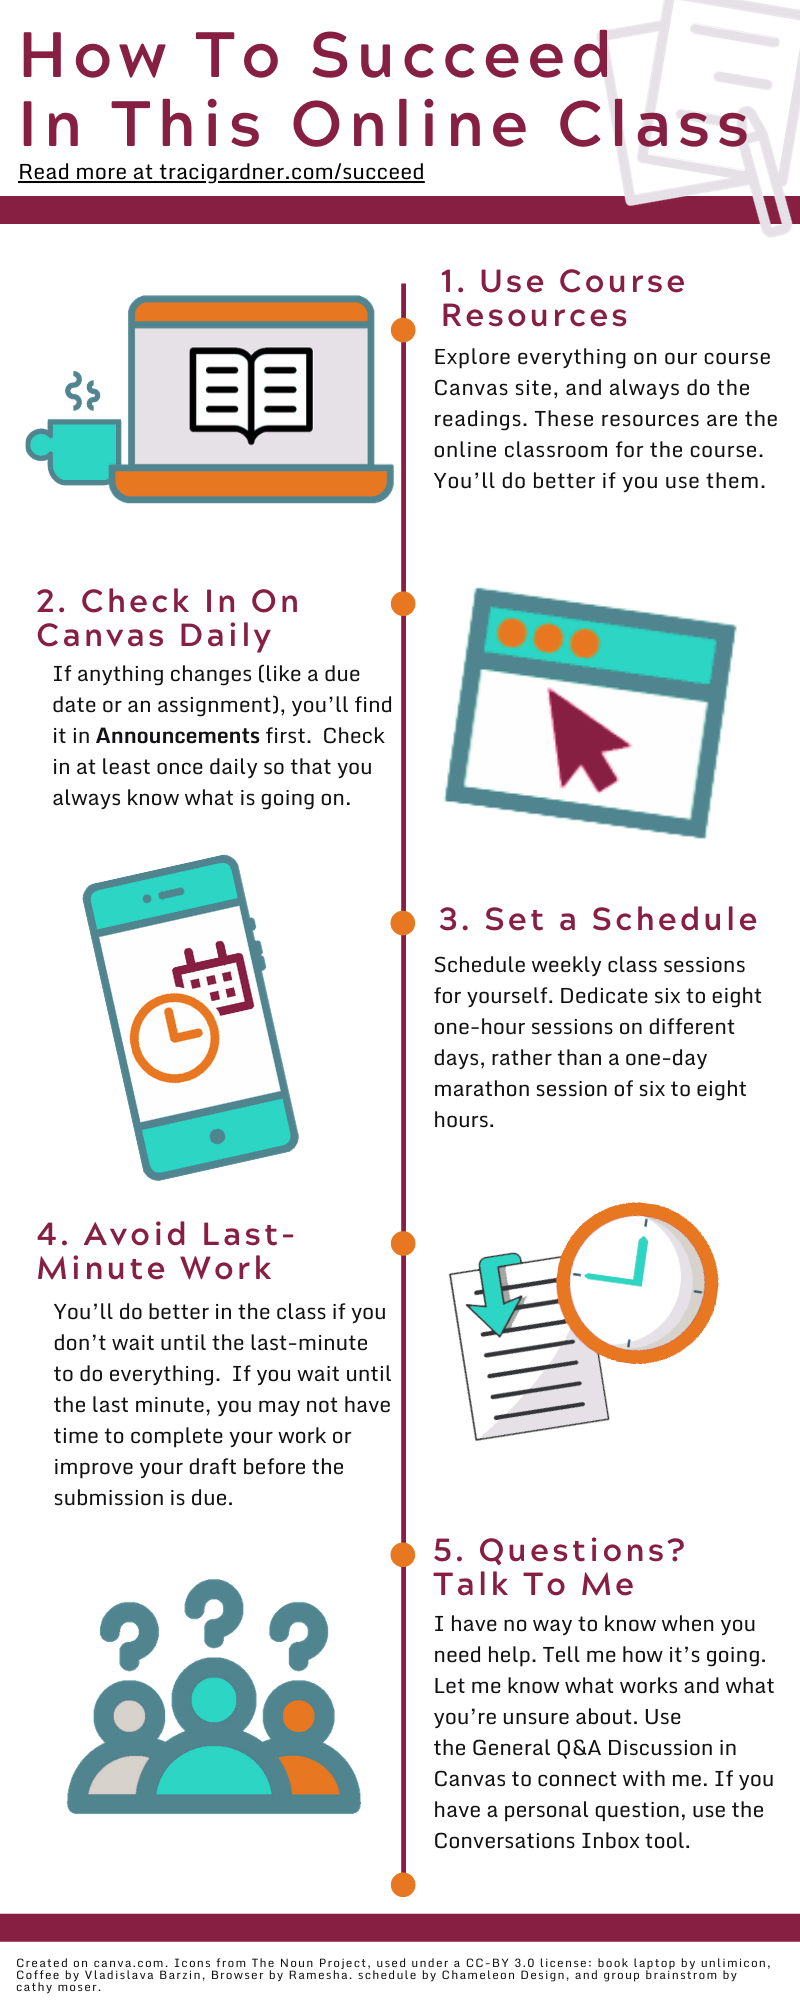 How To Succeed
In This Online Class
Read more at tracigardner.com/succeed
1. Use Course
Resources
Explore everything on our course
Canvas site, and always do the
readings. These resources are the
online classroom for the course.
You’ll do better if you use them.
2. Check In On
Canvas Daily
If anything changes (like a due
date or an assignment), you’ll find
it in Announcements first.  Check
in at least once daily so that you
always know what is going on.
3. Set a Schedule
Schedule weekly class sessions
for yourself. Dedicate six to eight
one-hour sessions on different
days, rather than a one-day
marathon session of six to eight
hours.
4. Avoid Last-
Minute Work
You’ll do better in the class if you
don’t wait until the last-minute
to do everything.  If you wait until
the last minute, you may not have
time to complete your work or
improve your draft before the
submission is due.
5. Questions?
Talk To Me
I have no way to know when you
need help. Tell me how it’s going.
Let me know what works and what
you’re unsure about. Use
the General Q&A Discussion in
Canvas to connect with me. If you
have a personal question, use the
Conversations Inbox tool.
Created on canva.com. Icons from The Noun Project, used under a CC-BY 3.0 license: book laptop by unlimicon,
Coffee by Vladislava Barzin, Browser by Ramesha. schedule by Chameleon Design, and group brainstrom by
cathy moser.